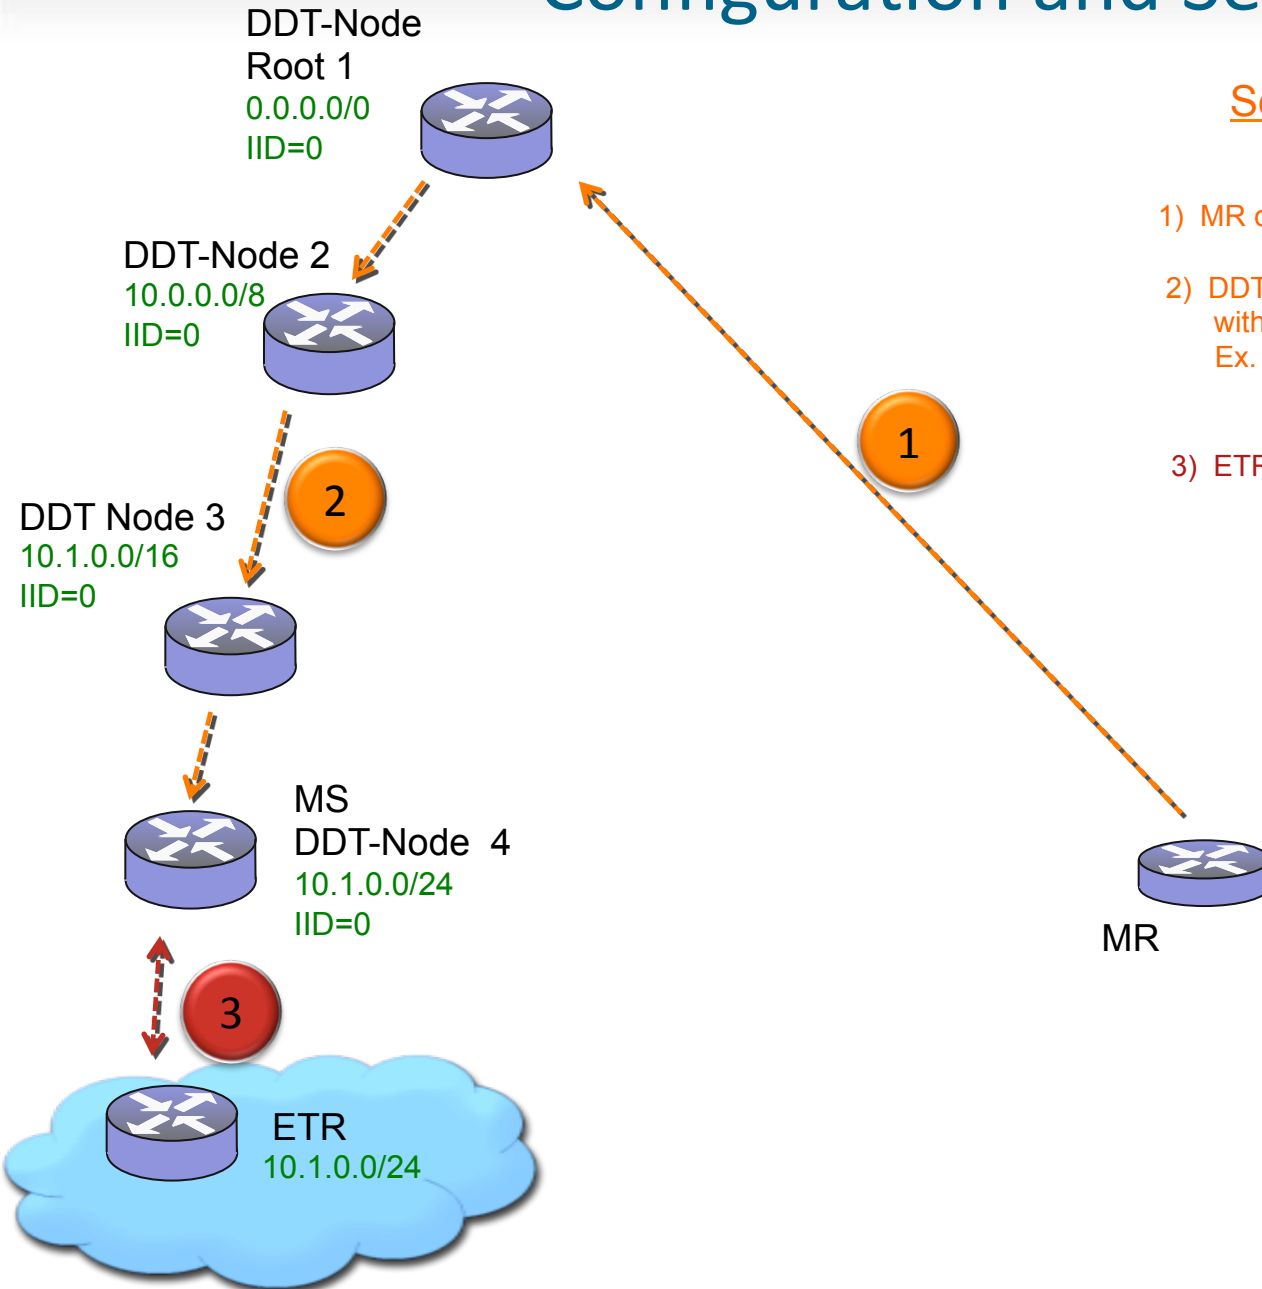 Configuration and Se
DDT-Node
Root 1
0.0.0.0/0
IID=0
DDT-Node 2
10.0.0.0/8
IID=0
2
DDT Node 3
10.1.0.0/16
IID=0
MS
DDT-Node 4
10.1.0.0/24
IID=0
3
ETR
10.1.0.0/24
1
MR
1) MR
2) DDT
with
Ex.
3) ETR